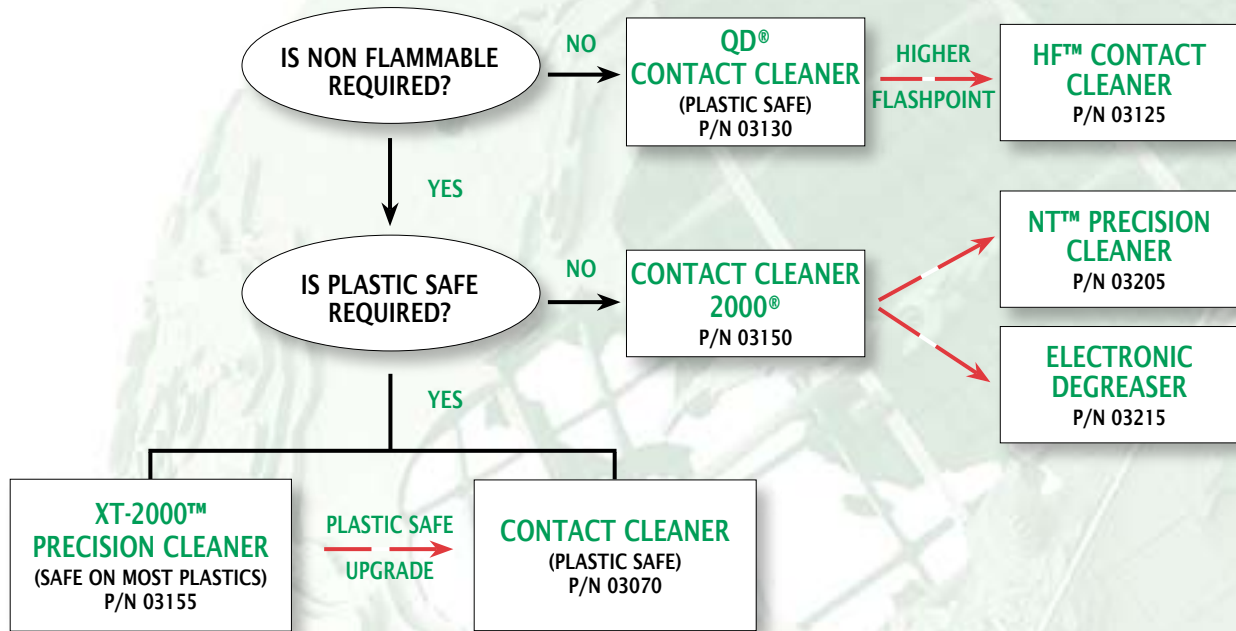 IS NON FLAMMABLE
REQUIRED?
NO
QD®
CONTACT CLEANER
(PLASTIC SAFE)
P/N 03130
HIGHER
FLASHPOINT
HF™ CONTACT
CLEANER
P/N 03125
YES
IS PLASTIC SAFE
REQUIRED?
NO
CONTACT CLEANER
2000®
P/N 03150
NT™ PRECISION
CLEANER
P/N 03205
ELECTRONIC
DEGREASER
P/N 03215
YES
XT-2000™
PRECISION CLEANER
(SAFE ON MOST PLASTICS)
P/N 03155
PLASTIC SAFE
UPGRADE
CONTACT CLEANER
(PLASTIC SAFE)
P/N 03070